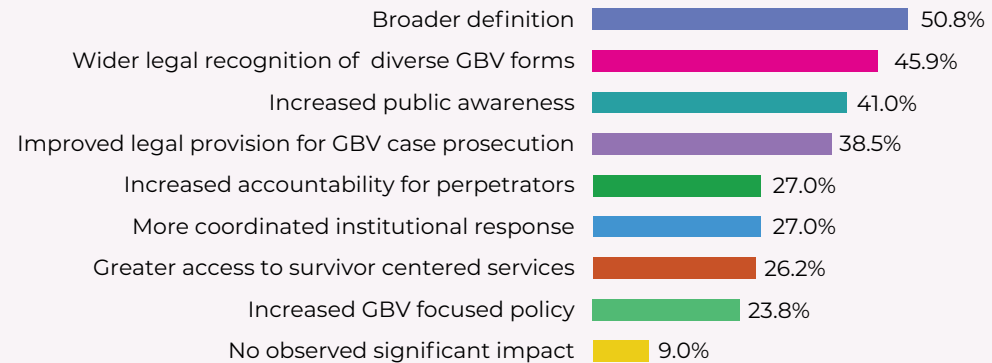 Broader definition 50.8%
Wider legal recognition of diverse GBV forms 45.9%
Increased public awareness 41.0%
Improved legal provision for GBV case prosecution 38.5%
Increased accountability for perpetrators 27.0%
More coordinated institutional response 27.0%
Greater access to survivor centered services 26.2%
Increased GBV focused policy 23.8%
No observed significant impact 9.0%